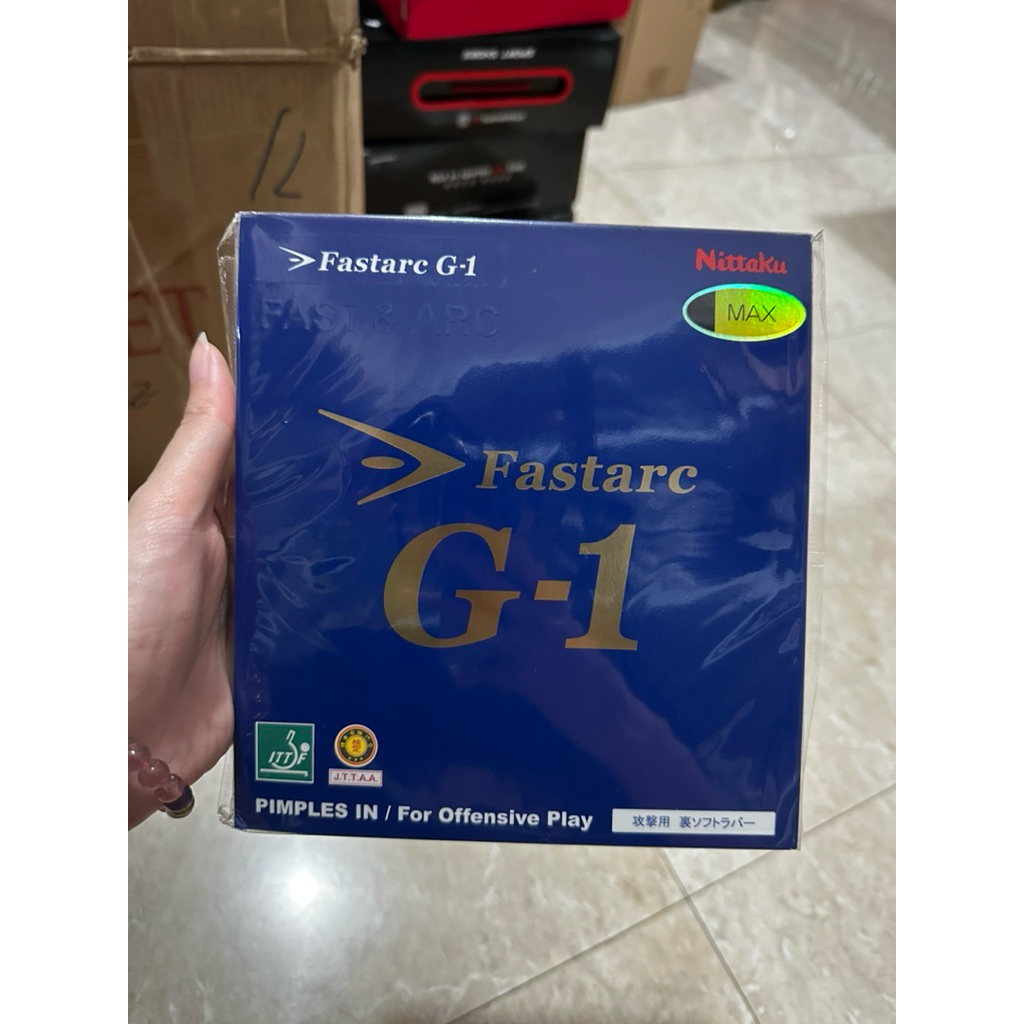 12
Fastarc G-1
Nittaku
FAST & ARC
MAX
Fastarc
G-1
ITTF
J.T.T.A.A.
PIMPLES IN / For Offensive Play
攻撃用 裏ソフトラバー